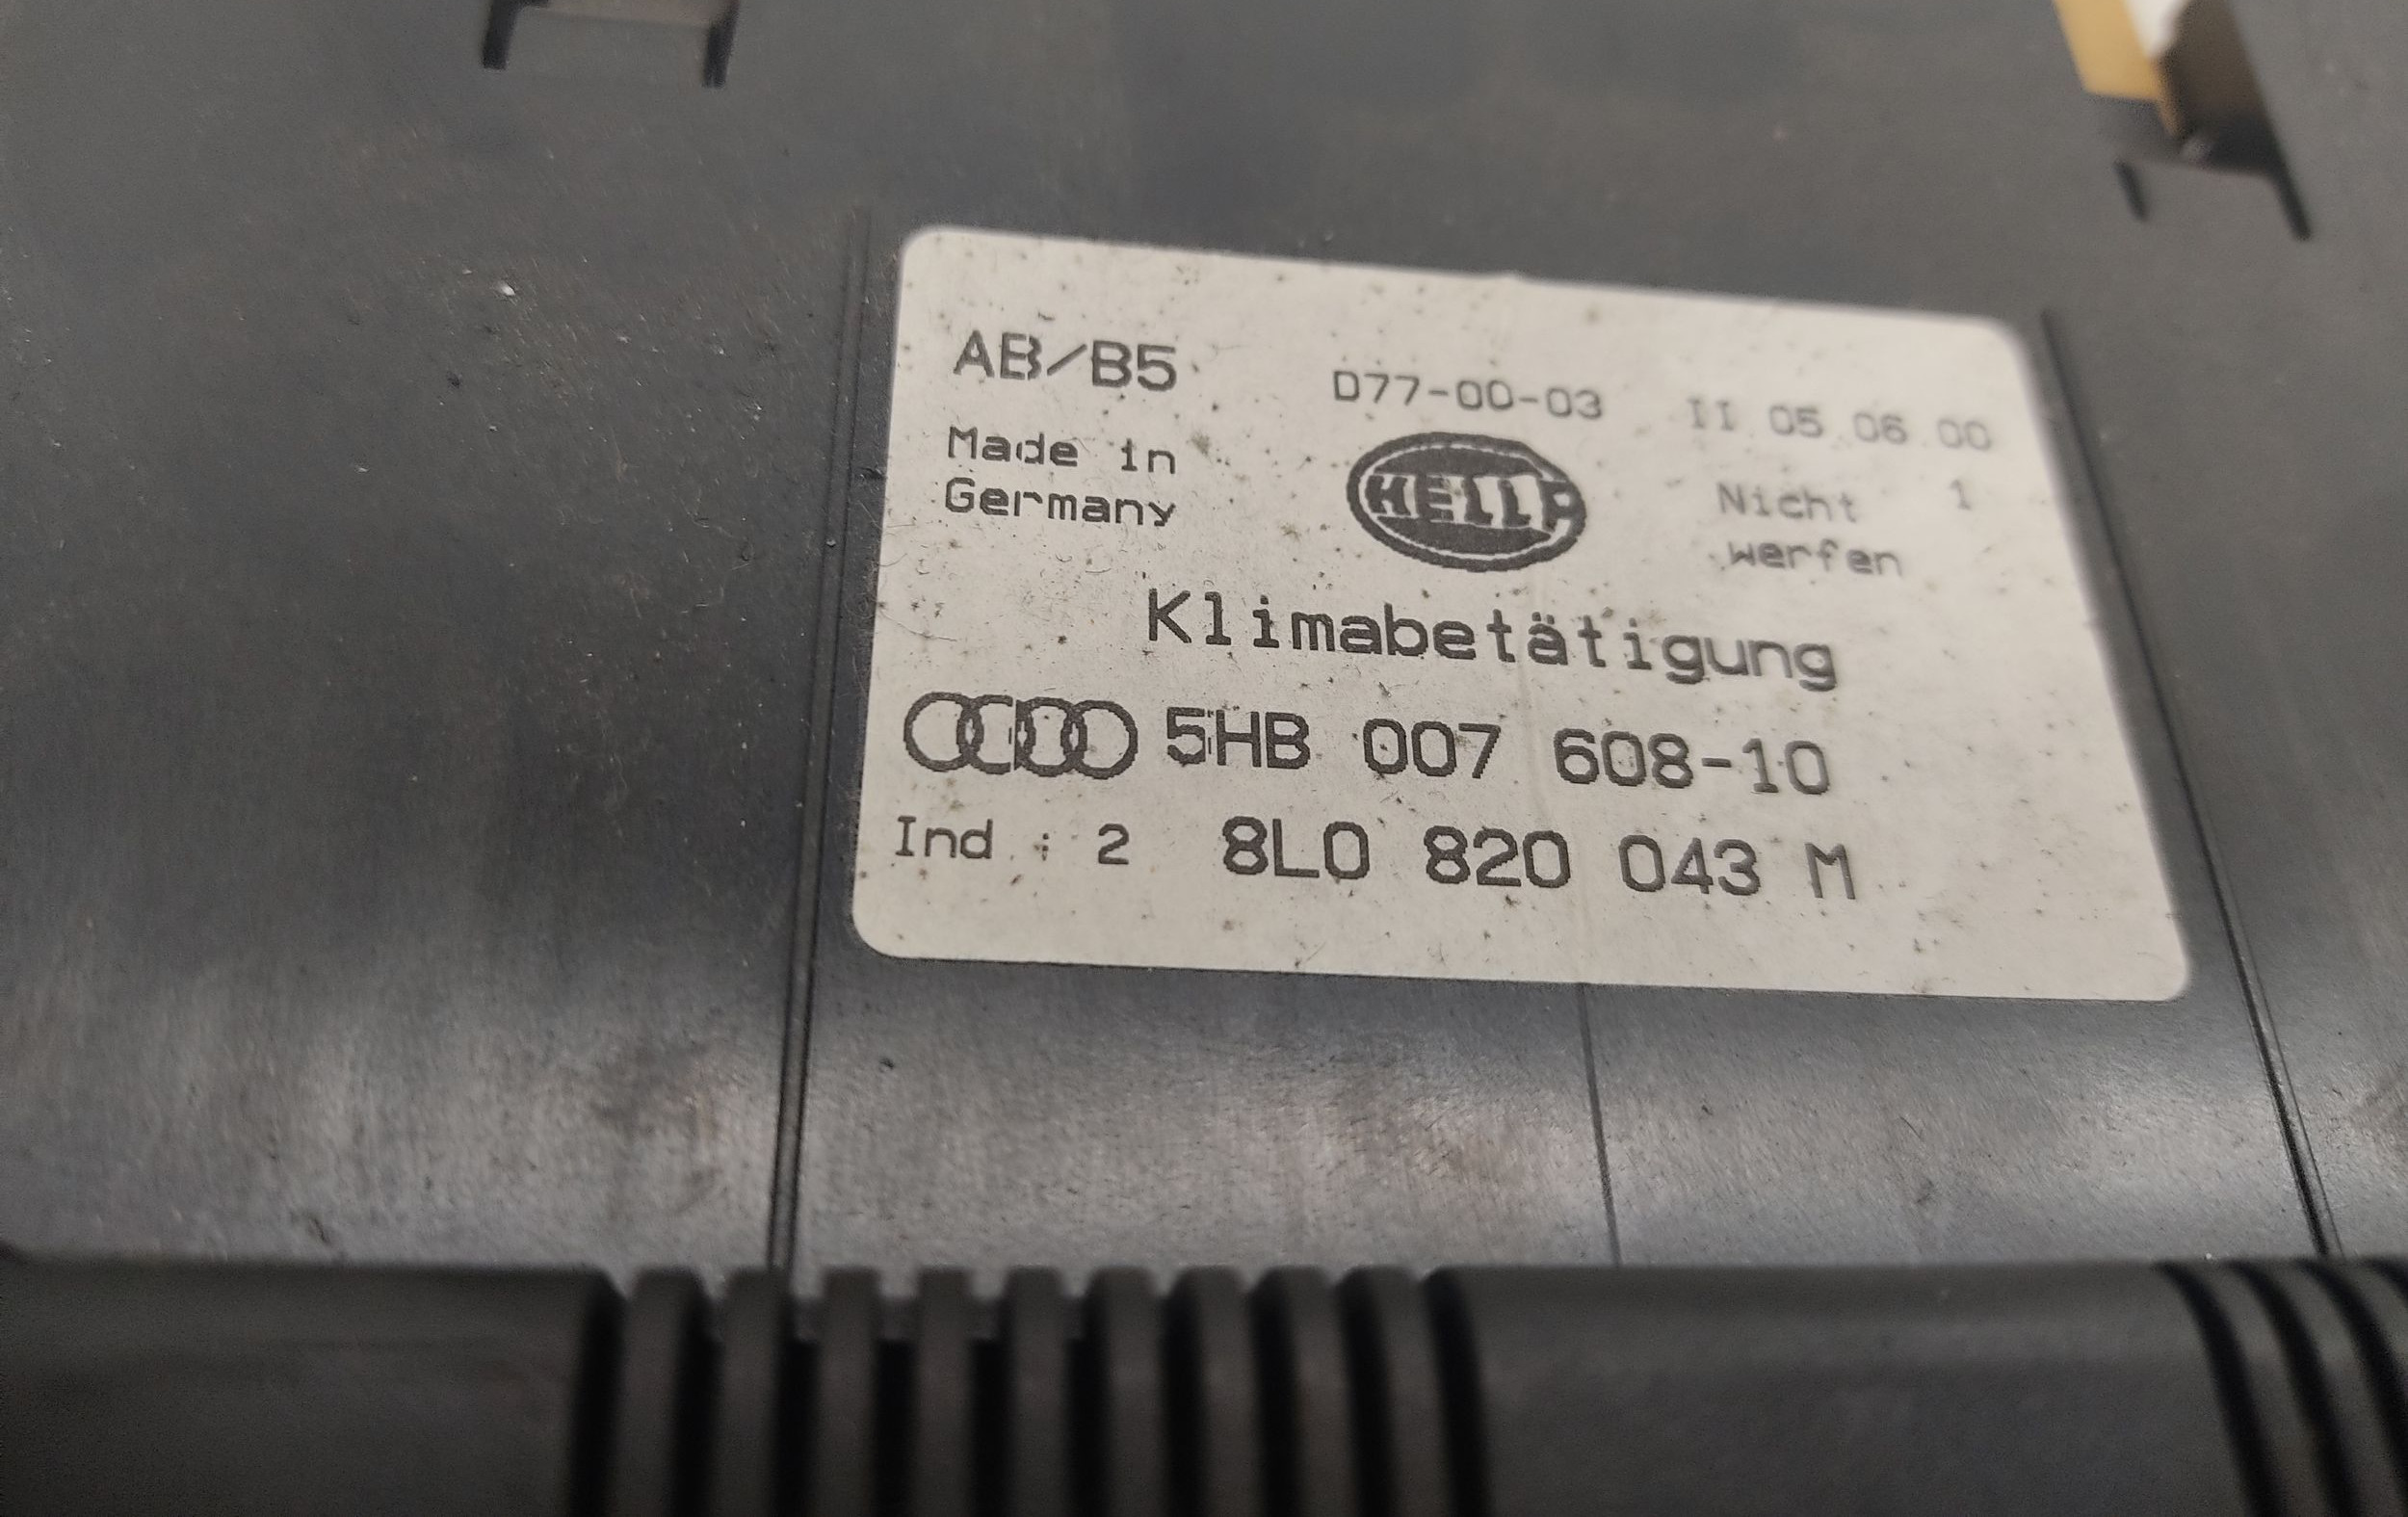 AB/B5 D77-00-03 II 05 06 00
Made in
Germany
HELLA
Nicht 1
werfen
Klimabetätigung
5HB 007 608-10
Ind : 2 8L0 820 043 M